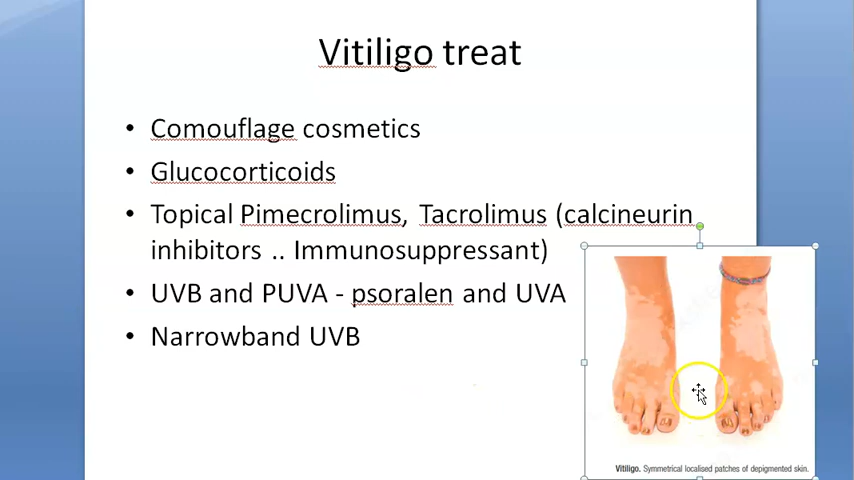 Vitiligo treat
• Comouflage cosmetics
• Glucocorticoids
• Topical Pimecrolimus, Tacrolimus (calcineurin
inhibitors .. Immunosuppressant)
• UVB and PUVA - psoralen and UVA
• Narrowband UVB
Vitiligo. Symmetrical localised patches of depigmented skin.